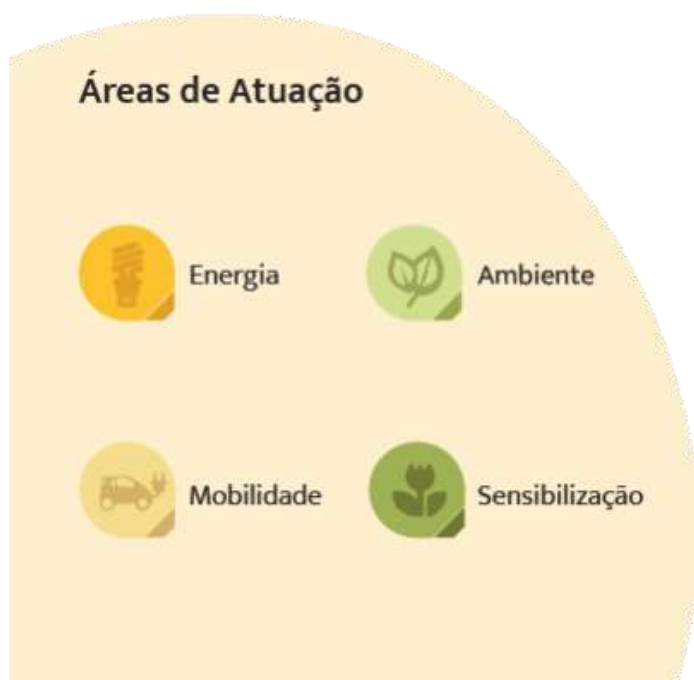 Áreas de Atuação
Energia
Ambiente
Mobilidade
Sensibilização